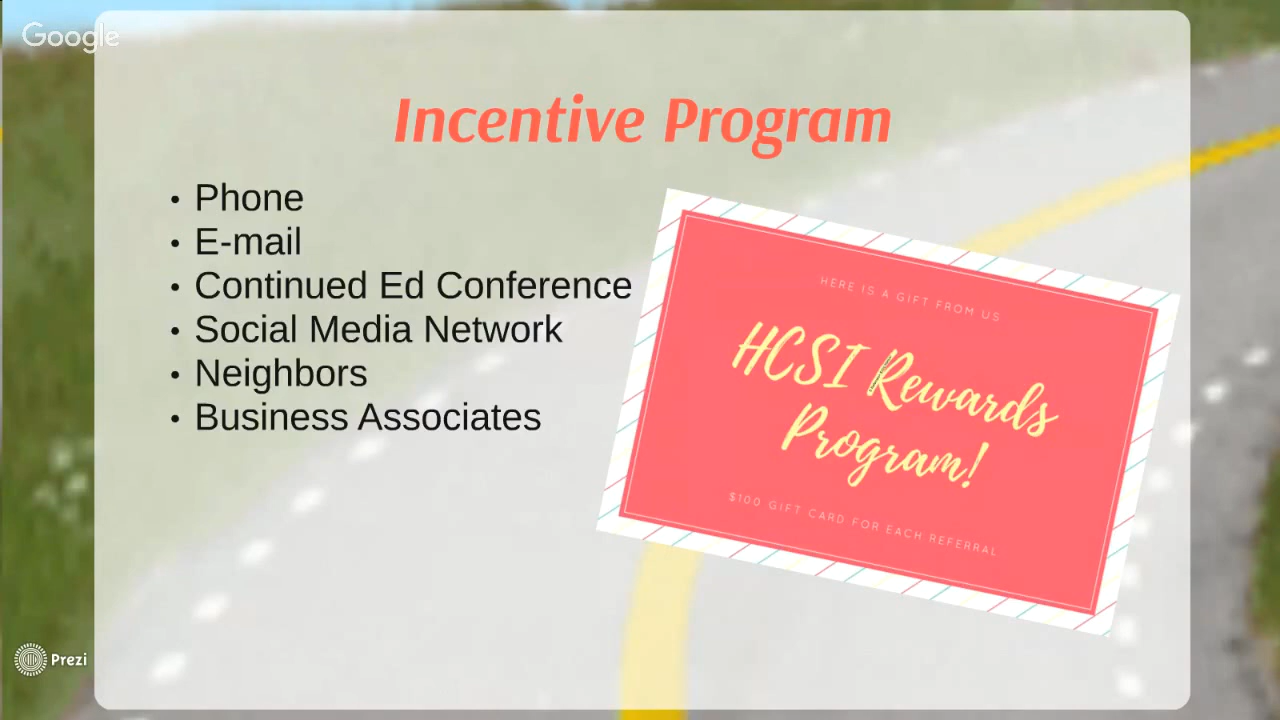 Google
Incentive Program
• Phone
• E-mail
• Continued Ed Conference
• Social Media Network
• Neighbors
• Business Associates
HERE IS A GIFT FROM US
HCSI Rewards
Program!
$100 GIFT CARD FOR EACH REFERRAL
Prezi